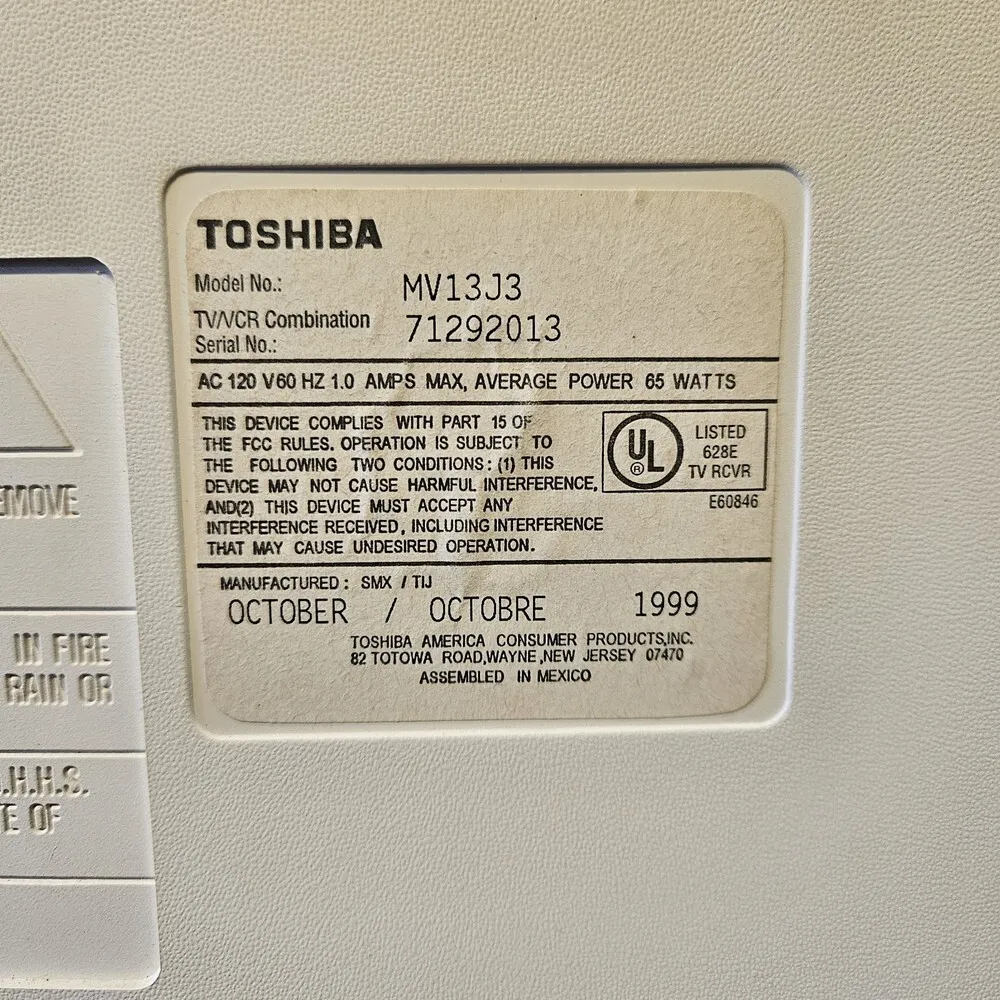 TOSHIBA
Model No.: MV13J3
TV/VCR Combination
Serial No.: 71292013
AC 120 V60 HZ 1.0 AMPS MAX, AVERAGE POWER 65 WATTS
THIS DEVICE COMPLIES WITH PART 15 OF
THE FCC RULES. OPERATION IS SUBJECT TO
THE FOLLOWING TWO CONDITIONS: (1) THIS
DEVICE MAY NOT CAUSE HARMFUL INTERFERENCE,
AND(2) THIS DEVICE MUST ACCEPT ANY
INTERFERENCE RECEIVED, INCLUDING INTERFERENCE
THAT MAY CAUSE UNDESIRED OPERATION.
UL ®
LISTED
628E
TV RCVR
E60846
MANUFACTURED: SMX / TIJ
OCTOBER / OCTOBRE 1999
TOSHIBA AMERICA CONSUMER PRODUCTS,INC.
82 TOTOWA ROAD,WAYNE,NEW JERSEY 07470
ASSEMBLED IN MEXICO
IN FIRE
RAIN OR
.H.H.S.
OF